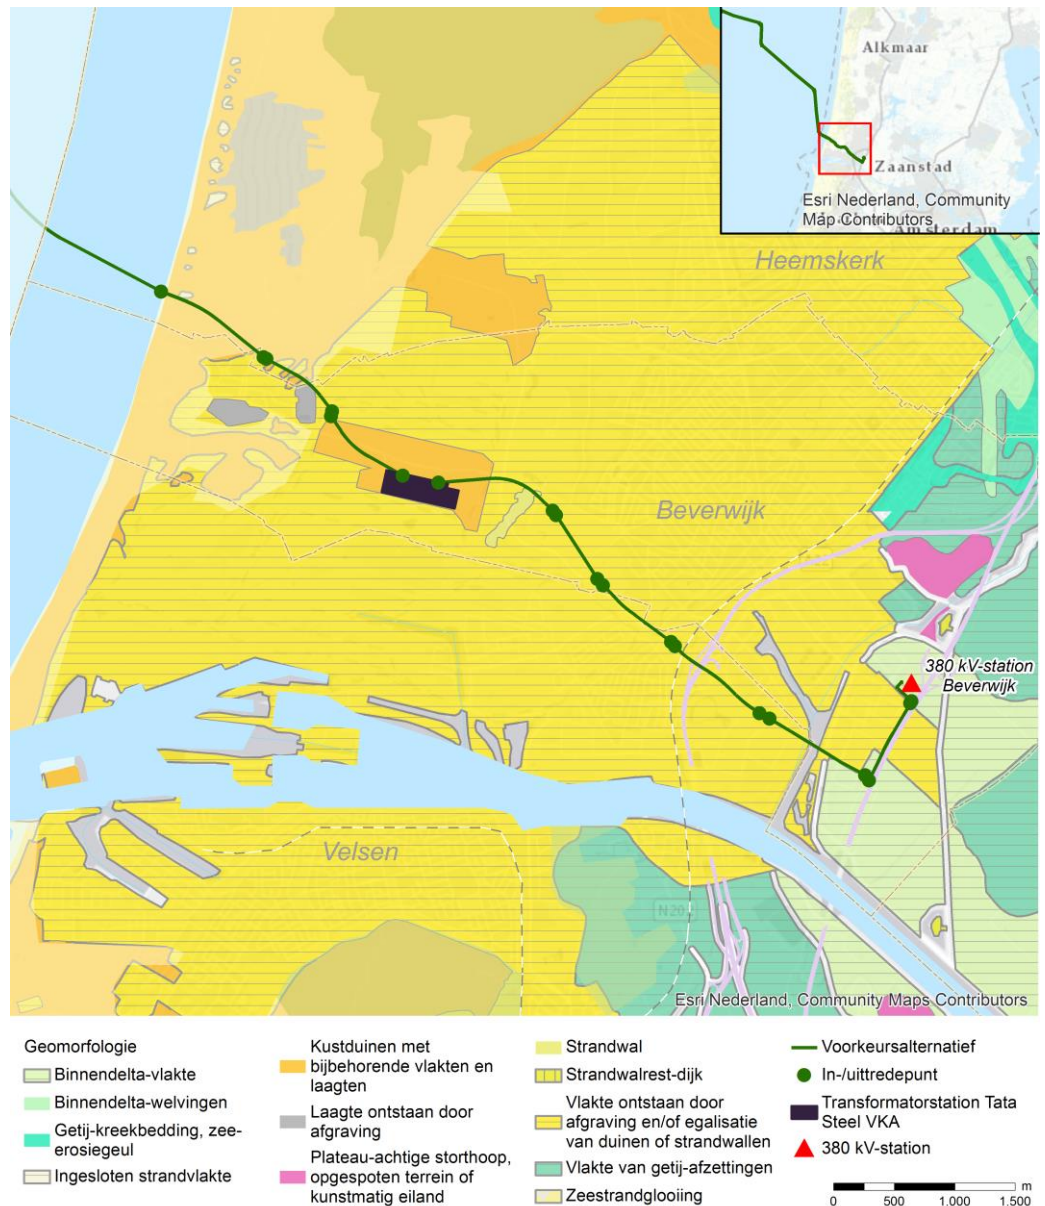 Alkmaar
Zaanstad
Esri Nederland, Community
Map Contributors
Amsterdam
Heemskerk
Beverwijk
380 kV-station
Beverwijk
Velsen
N20
Esri Nederland, Community Maps Contributors
Geomorfologie
Binnendelta-vlakte
Binnendelta-welvingen
Getij-kreekbedding, zee-
erosiegeul
Ingesloten strandvlakte
Kustduinen met
bijbehorende vlakten en
laagten
Laagte ontstaan door
afgraving
Plateau-achtige storthoop,
opgespoten terrein of
kunstmatig eiland
Strandwal
Strandwalrest-dijk
Vlakte ontstaan door
afgraving en/of egalisatie
van duinen of strandwallen
Vlakte van getij-afzettingen
Zeestrandglooiing
Voorkeursalternatief
In-/uittredepunt
Transformatorstation Tata
Steel VKA
380 kV-station
m
0 500 1.000 1.500